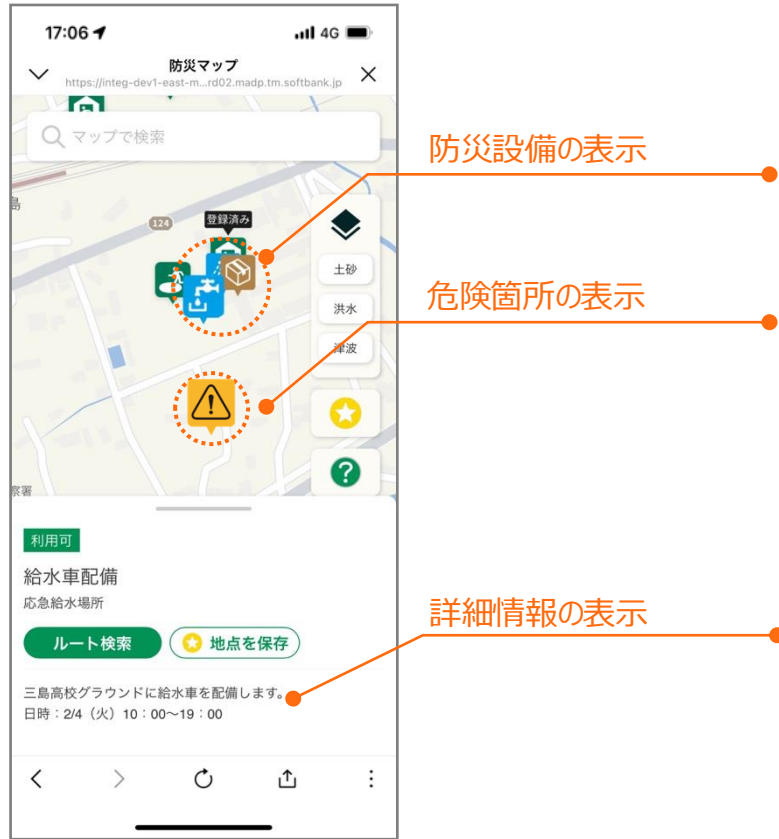 17:06
4G
防災マップ
https://integ-dev1-east-m...rd02.madp.tm.softbank.jp
マップで検索
防災設備の表示
島
124
登録済み
土砂
危険箇所の表示
洪水
津波
察署
利用可
給水車配備
応急給水場所
詳細情報の表示
ルート検索
地点を保存
三島高校グラウンドに給水車を配備します。
日時：2/4（火）10：00〜19：00